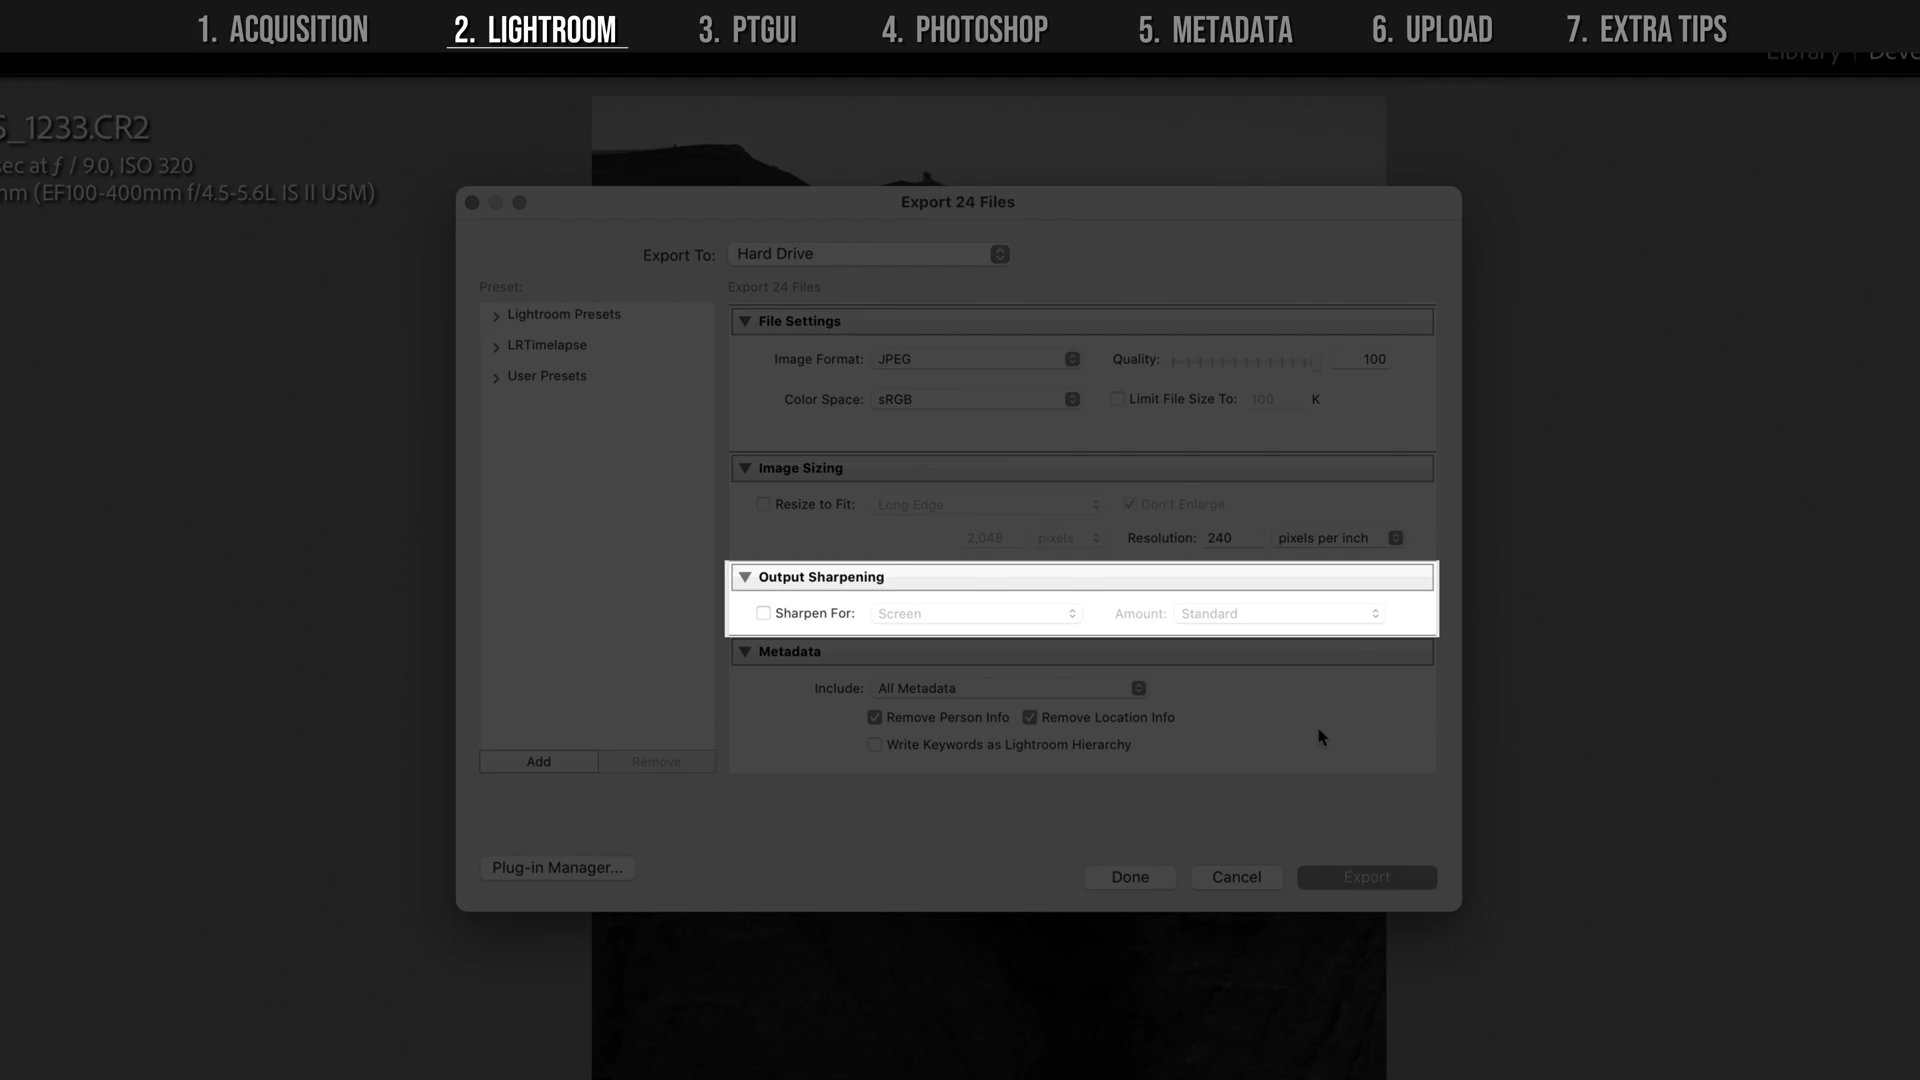 1. ACQUISITION
2. LIGHTROOM
3. PTGUI
4. PHOTOSHOP
5. METADATA
6. UPLOAD
7. EXTRA TIPS
Library
S_1233.CR2
sec at ƒ / 9.0, ISO 320
mm (EF100-400mm f/4.5-5.6L IS II USM)
Export 24 Files
Export To: Hard Drive
Preset:
Export 24 Files
Lightroom Presets
LRTimelapse
User Presets
Add
Remove
File Settings
Image Format: JPEG
Quality: 100
Color Space: sRGB
Limit File Size To: 100 K
Image Sizing
Resize to Fit: Long Edge
Don't Enlarge
2,048 pixels
Resolution: 240 pixels per inch
Output Sharpening
Sharpen For: Screen
Amount: Standard
Metadata
Include: All Metadata
Remove Person Info
Remove Location Info
Write Keywords as Lightroom Hierarchy
Plug-in Manager...
Done
Cancel
Export